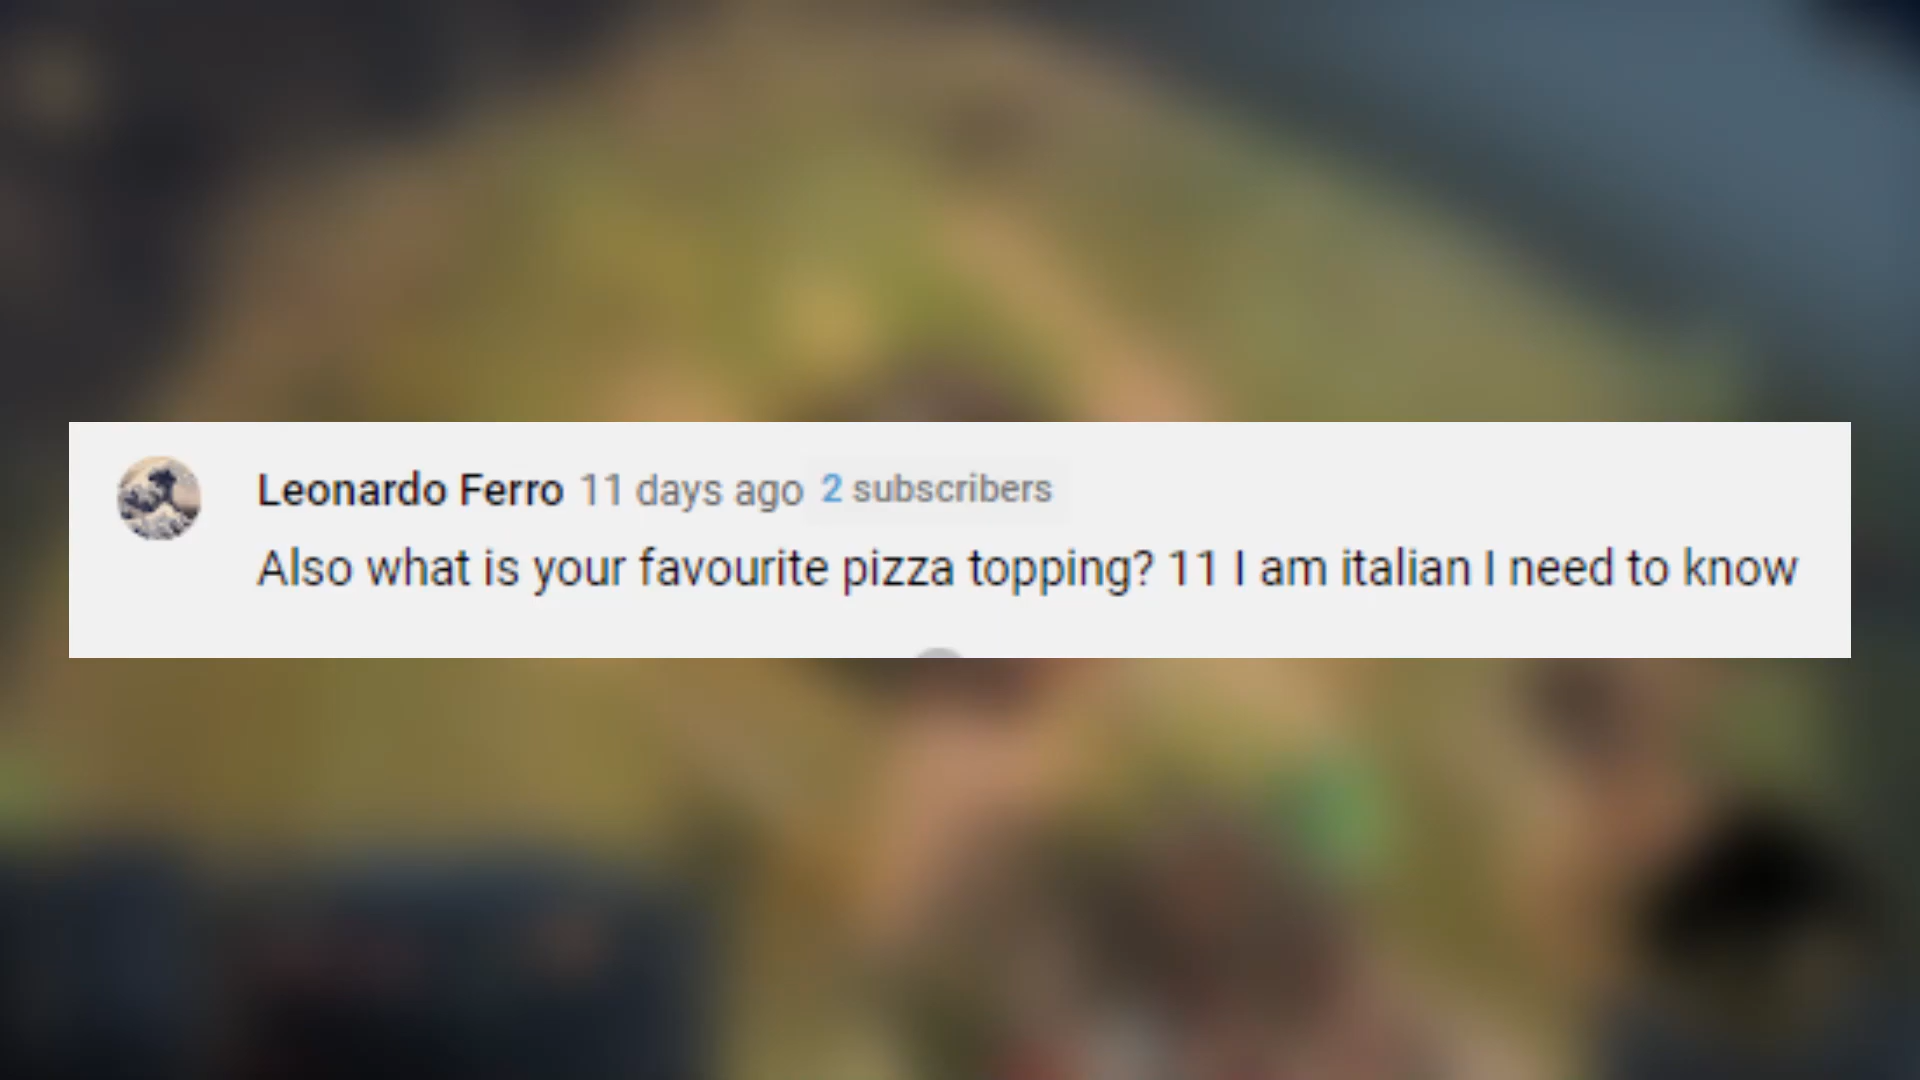 Leonardo Ferro 11 days ago 2 subscribers
Also what is your favourite pizza topping? 11 I am italian I need to know